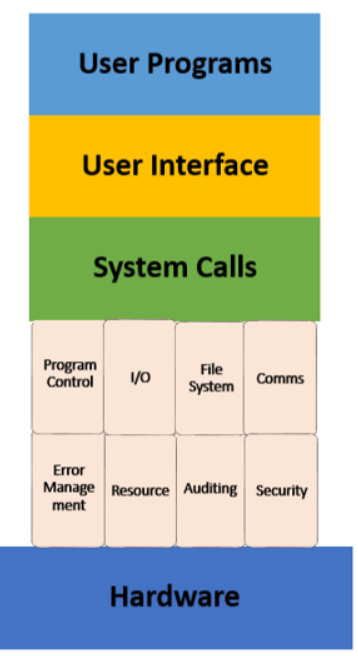 User Programs
User Interface
System Calls
Program
Control
I/O
File
System
Comms
Error
Manage
ment
Resource
Auditing
Security
Hardware